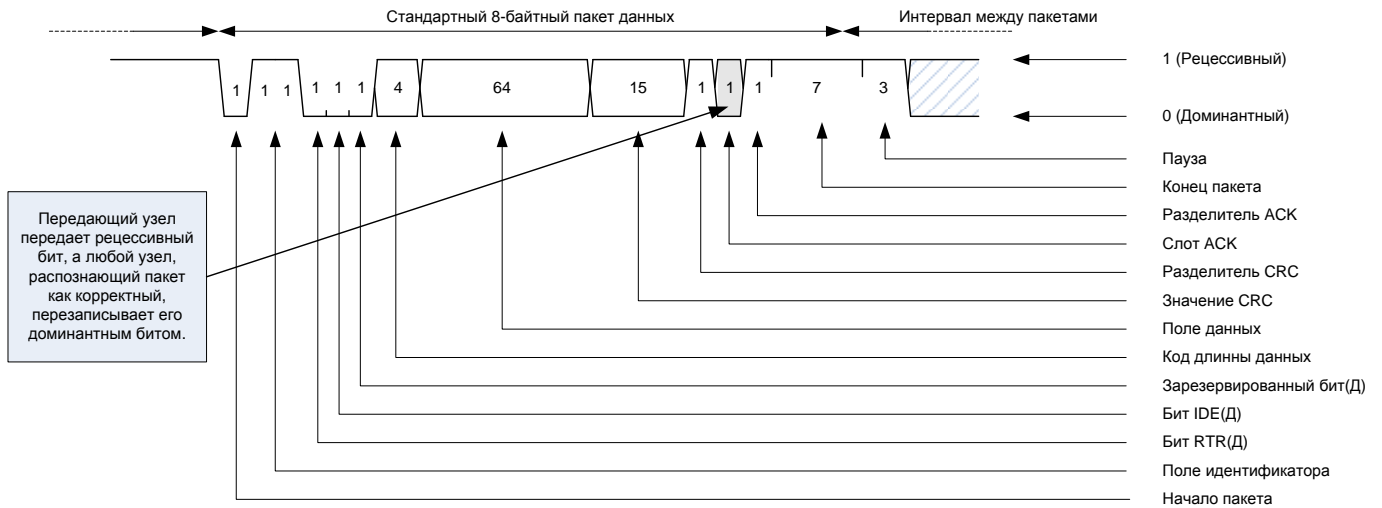 Стандартный 8-байтный пакет данных
Интервал между пакетами
1 1 1 1 1 1 4 64 15 1 1 1 7 3
1 (Рецессивный)
0 (Доминантный)
Пауза
Конец пакета
Разделитель ACK
Слот ACK
Разделитель CRC
Значение CRC
Поле данных
Код длинны данных
Зарезервированный бит(Д)
Бит IDE(Д)
Бит RTR(Д)
Поле идентификатора
Начало пакета
Передающий узел
передает рецессивный
бит, а любой узел,
распознающий пакет
как корректный,
перезаписывает его
доминантным битом.